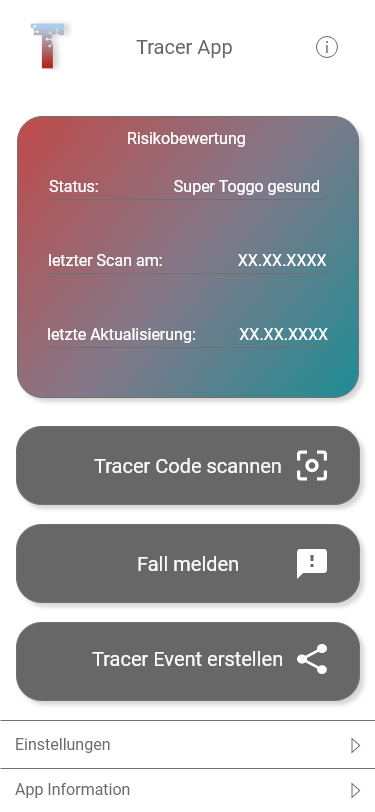 T
Tracer App
Risikobewertung
Status: Super Toggo gesund
letzter Scan am: XX.XX.XXXX
letzte Aktualisierung: XX.XX.XXXX
Tracer Code scannen
Fall melden
Tracer Event erstellen
Einstellungen
App Information